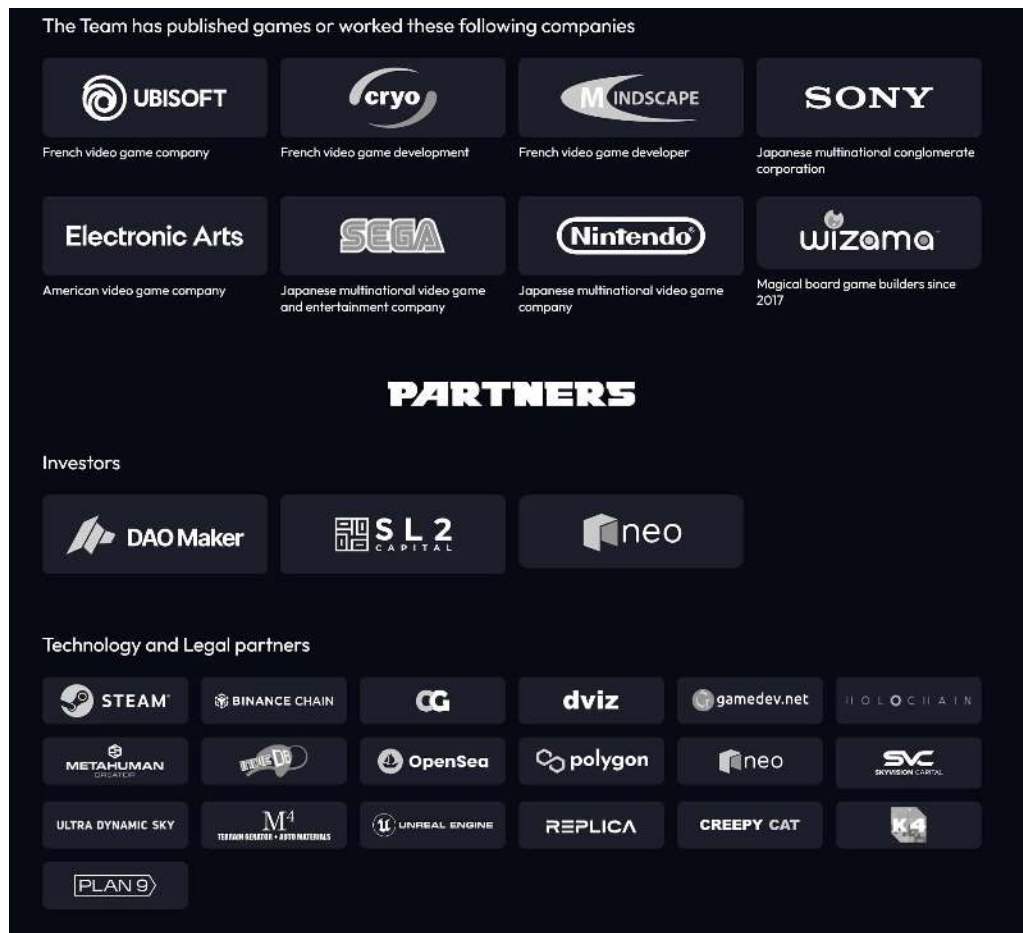 The Team has published games or worked these following companies
UBISOFT
cryo
MINDSCAPE
SONY
French video game company
French video game development
French video game developer
Japanese multinational conglomerate
corporation
Electronic Arts
SEGA
Nintendo®
wizama
American video game company
Japanese multinational video game
and entertainment company
Japanese multinational video game
company
Magical board game builders since
2017
PARTNERS
Investors
DAO Maker
SL2
CAPITAL
neo
Technology and Legal partners
STEAM®
BINANCE CHAIN
CG
dviz
gamedev.net
HOLOCHAIN
METAHUMAN
CREATOR
OpenSea
polygon
neo
SVC
SKYVISION CAPITAL
ULTRA DYNAMIC SKY
M4
UNREAL ENGINE
REPLICA
CREEPY CAT
K4
PLAN 9